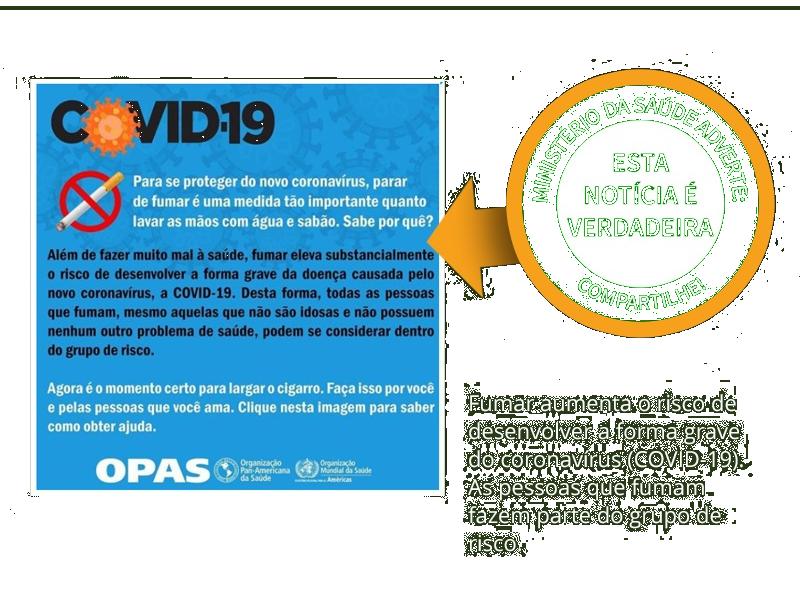 COVID-19
Para se proteger do novo coronavírus, parar
de fumar é uma medida tão importante quanto
lavar as mãos com água e sabão. Sabe por quê?
Além de fazer muito mal à saúde, fumar eleva substancialmente
o risco de desenvolver a forma grave da doença causada pelo
novo coronavírus, a COVID-19. Desta forma, todas as pessoas
que fumam, mesmo aquelas que não são idosas e não possuem
nenhum outro problema de saúde, podem se considerar dentro
do grupo de risco.
Agora é o momento certo para largar o cigarro. Faça isso por você
e pelas pessoas que você ama. Clique nesta imagem para saber
como obter ajuda.
OPAS
Organização
Pan-Americana
da Saúde
Organização
Mundial da Saúde
Américas
MINISTÉRIO DA SAÚDE ADVERTE:
ESTA
NOTÍCIA É
VERDADEIRA
COMPARTILHE!
Fumar aumenta o risco de
desenvolver a forma grave
do coronavírus (COVID-19).
As pessoas que fumam
fazem parte do grupo de
risco.